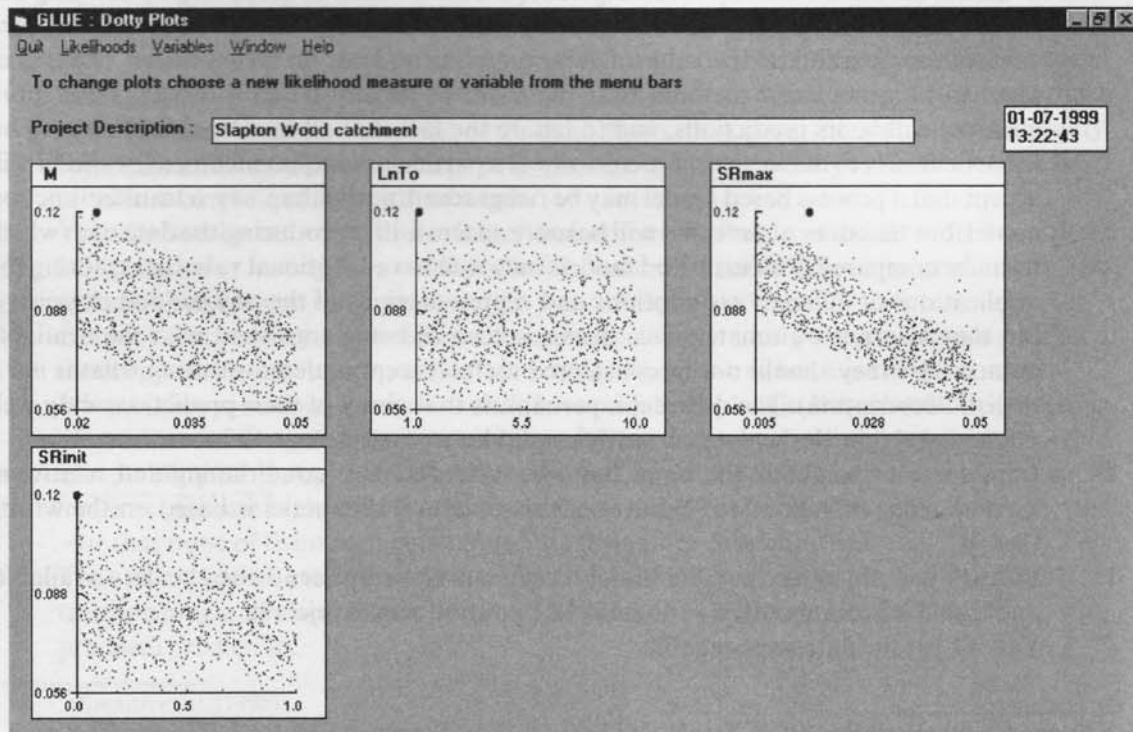 GLUE : Dotty Plots
Quit Likelihoods Variables Window Help
To change plots choose a new likelihood measure or variable from the menu bars
Project Description : Slapton Wood catchment
01-07-1999
13:22:43
M
0.12
0.088
0.056
0.02 0.035 0.05
LnTo
0.12
0.088
0.056
1.0 5.5 10.0
SRmax
0.12
0.088
0.056
0.005 0.028 0.05
SRinit
0.12
0.088
0.056
0.0 0.5 1.0